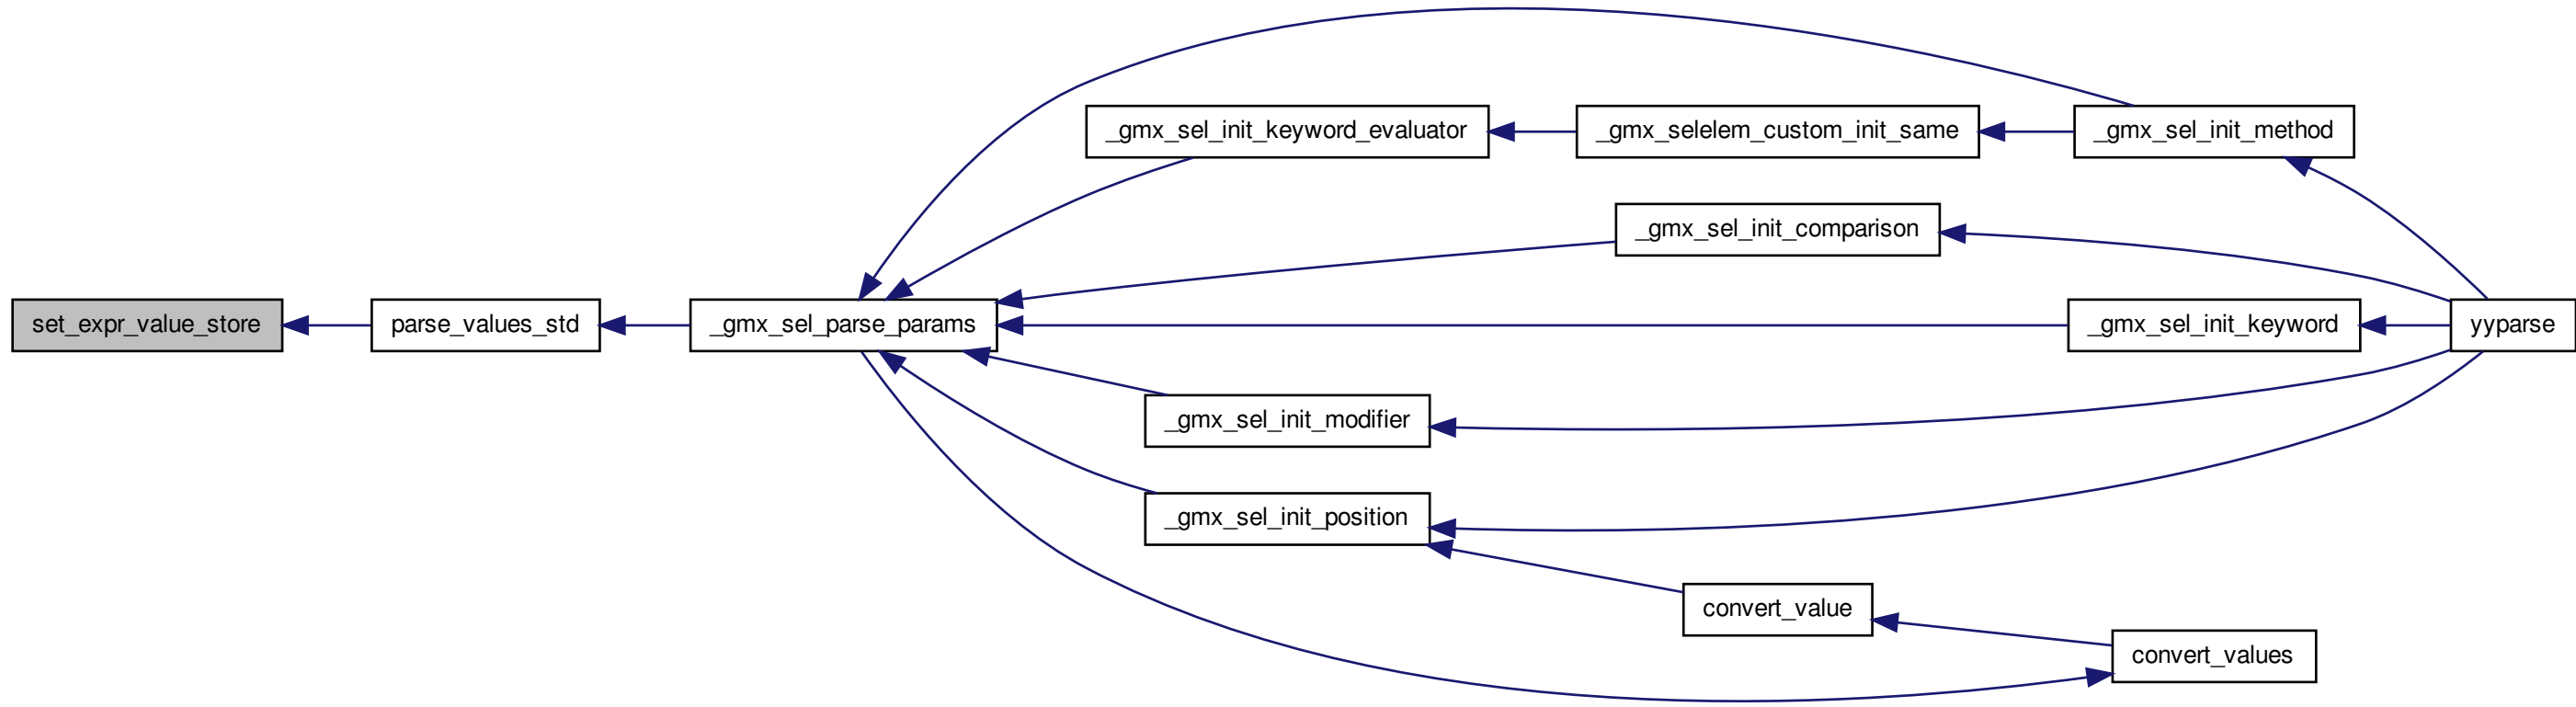 _gmx_sel_init_keyword_evaluator
_gmx_selelem_custom_init_same
_gmx_sel_init_method
_gmx_sel_init_comparison
set_expr_value_store
parse_values_std
_gmx_sel_parse_params
_gmx_sel_init_keyword
yyparse
_gmx_sel_init_modifier
_gmx_sel_init_position
convert_value
convert_values